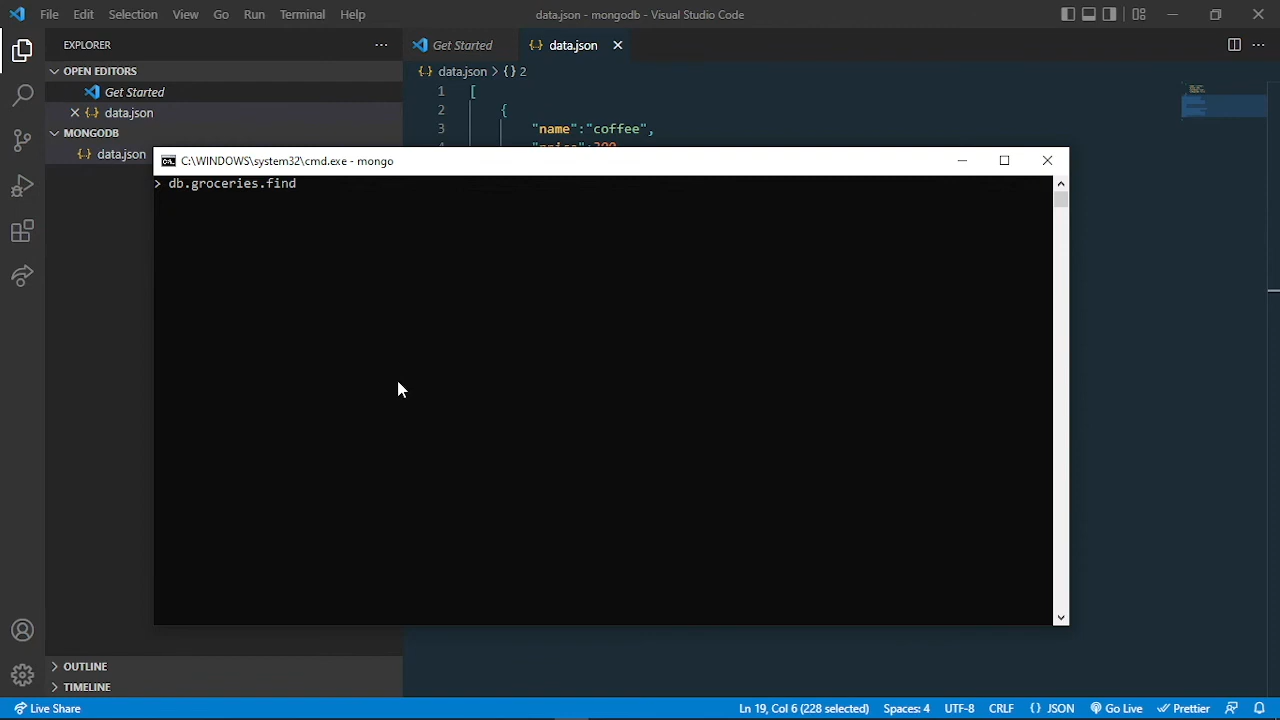 File Edit Selection View Go Run Terminal Help
data.json - mongodb - Visual Studio Code
EXPLORER
OPEN EDITORS
Get Started
data.json
MONGODB
data.json
OUTLINE
TIMELINE
Get Started
data.json
data.json > {} 2
1 [
2 {
3 "name":"coffee",
4 "price":300
C:\WINDOWS\system32\cmd.exe - mongo
> db.groceries.find
Live Share
Ln 19, Col 6 (228 selected) Spaces: 4 UTF-8 CRLF {} JSON Go Live Prettier